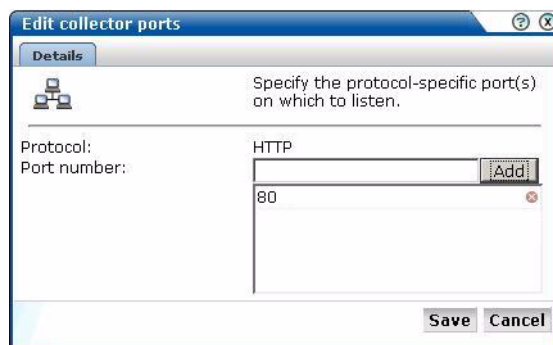 Edit collector ports
Details
Specify the protocol-specific port(s)
on which to listen.
Protocol: HTTP
Port number:
Add
80
Save Cancel